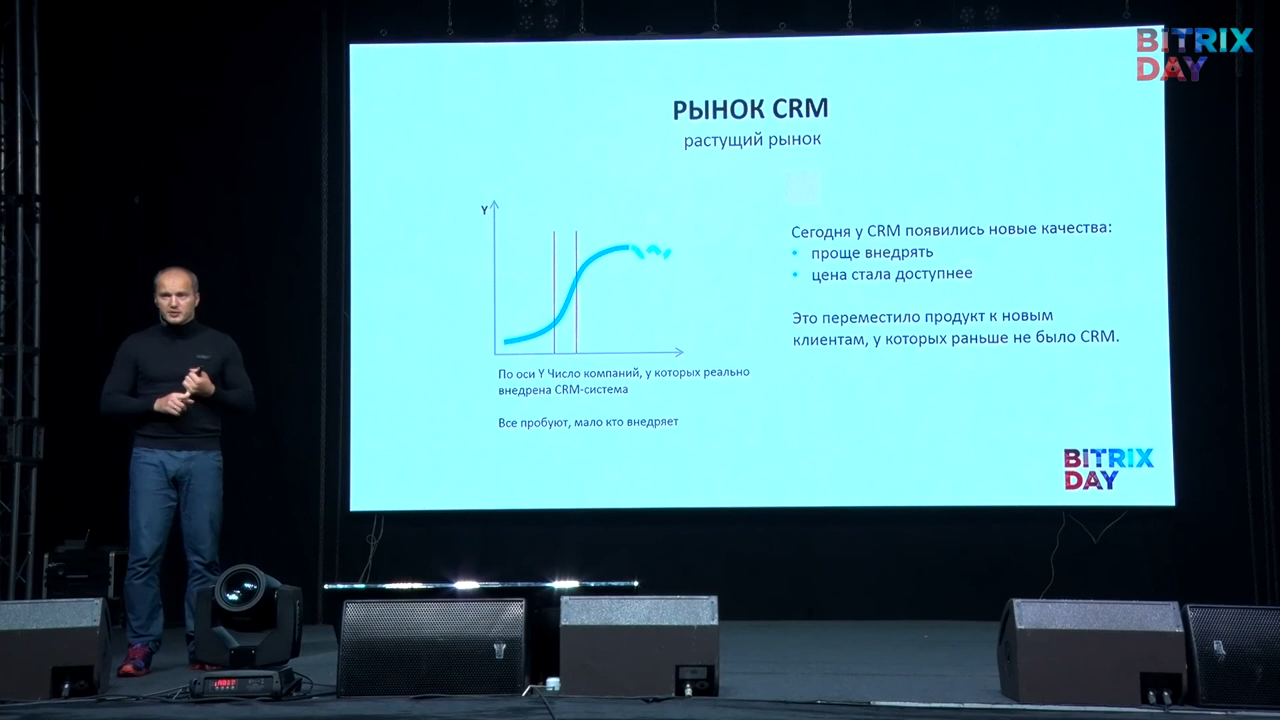 BITRIX
DAY
РЫНОК CRM
растущий рынок
Y
По оси Y Число компаний, у которых реально
внедрена CRM-система
Все пробуют, мало кто внедряет
Сегодня у CRM появились новые качества:
• проще внедрять
• цена стала доступнее
Это переместило продукт к новым
клиентам, у которых раньше не было CRM.
BITRIX
DAY